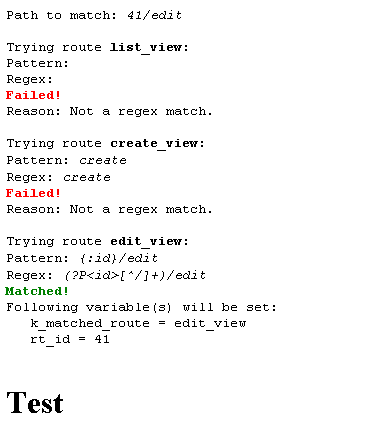 Path to match: 41/edit
Trying route list_view:
Pattern:
Regex:
Failed!
Reason: Not a regex match.
Trying route create_view:
Pattern: create
Regex: create
Failed!
Reason: Not a regex match.
Trying route edit_view:
Pattern: {:id}/edit
Regex: (?P<id>[^/]+)/edit
Matched!
Following variable(s) will be set:
k_matched_route = edit_view
rt_id = 41
Test